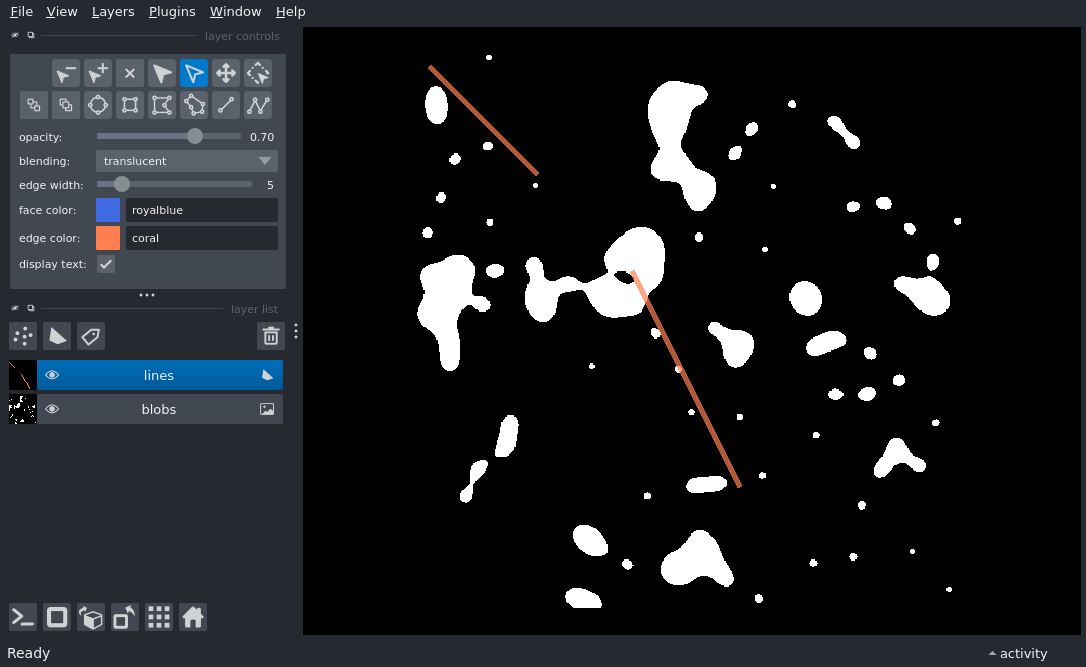 File View Layers Plugins Window Help
layer controls
opacity: 0.70
blending: translucent
edge width: 5
face color: royalblue
edge color: coral
display text:
layer list
lines
blobs
Ready
activity